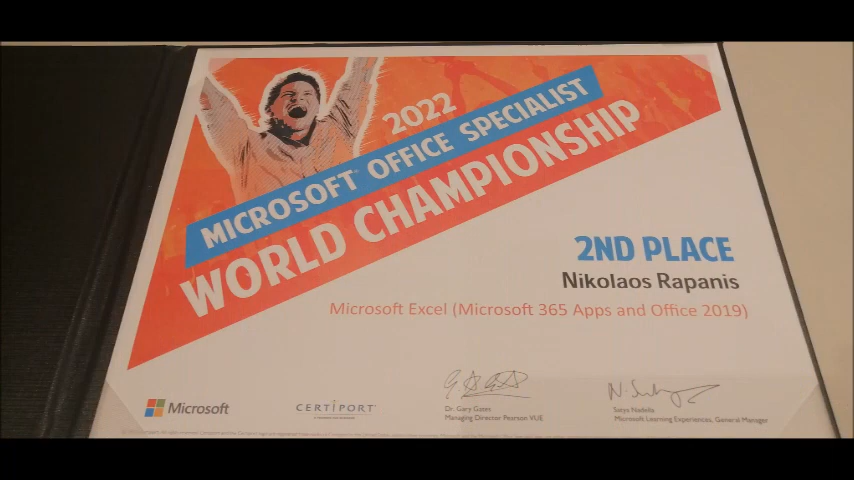 2022
MICROSOFT OFFICE SPECIALIST
WORLD CHAMPIONSHIP
2ND PLACE
Nikolaos Rapanis
Microsoft Excel (Microsoft 365 Apps and Office 2019)
Microsoft
CERTIPORT
Dr. Gary Gates
Managing Director Pearson VUE
Satya Nadella
Microsoft Learning Experiences, General Manager